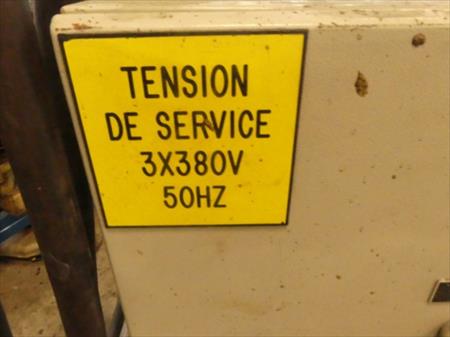 TENSION
DE SERVICE
3X380V
50HZ